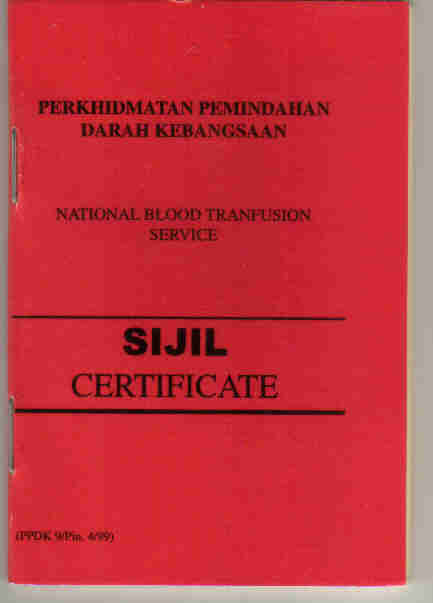 PERKHIDMATAN PEMINDAHAN
DARAH KEBANGSAAN
NATIONAL BLOOD TRANFUSION
SERVICE
SIJIL
CERTIFICATE
(PPDK 9/Pin. 4/99)